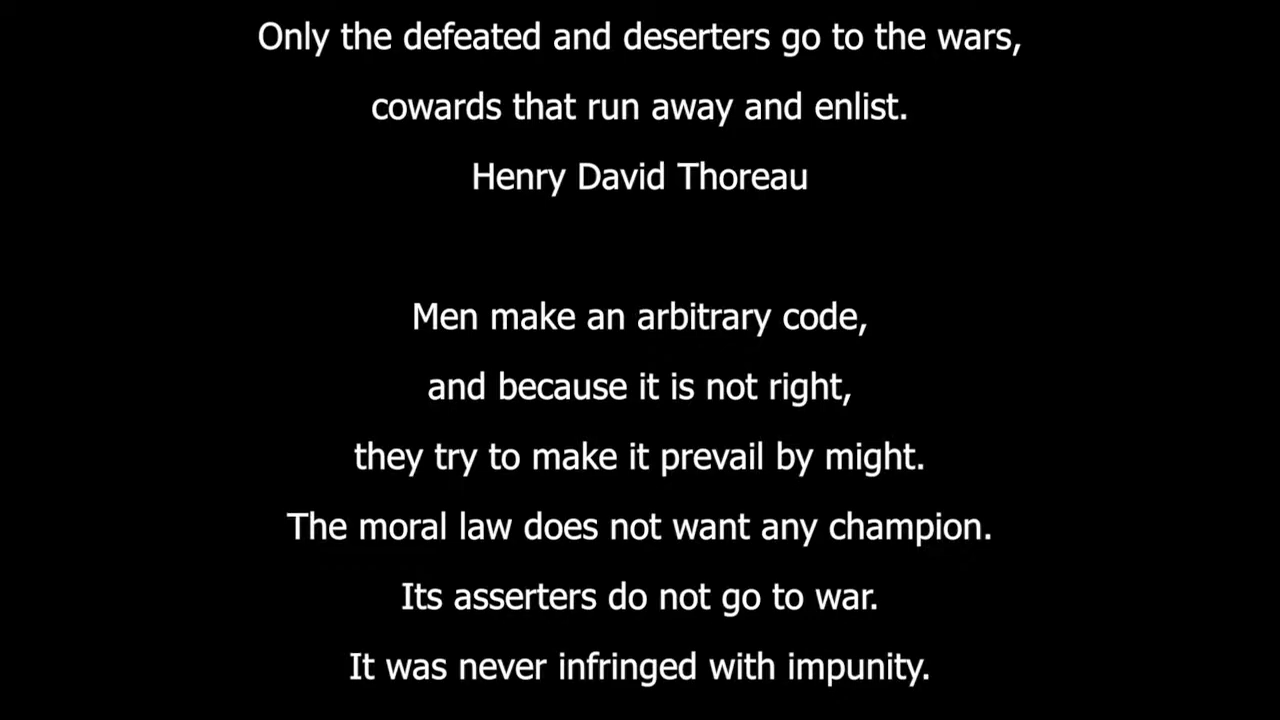 Only the defeated and deserters go to the wars,
cowards that run away and enlist.
Henry David Thoreau
Men make an arbitrary code,
and because it is not right,
they try to make it prevail by might.
The moral law does not want any champion.
Its asserters do not go to war.
It was never infringed with impunity.